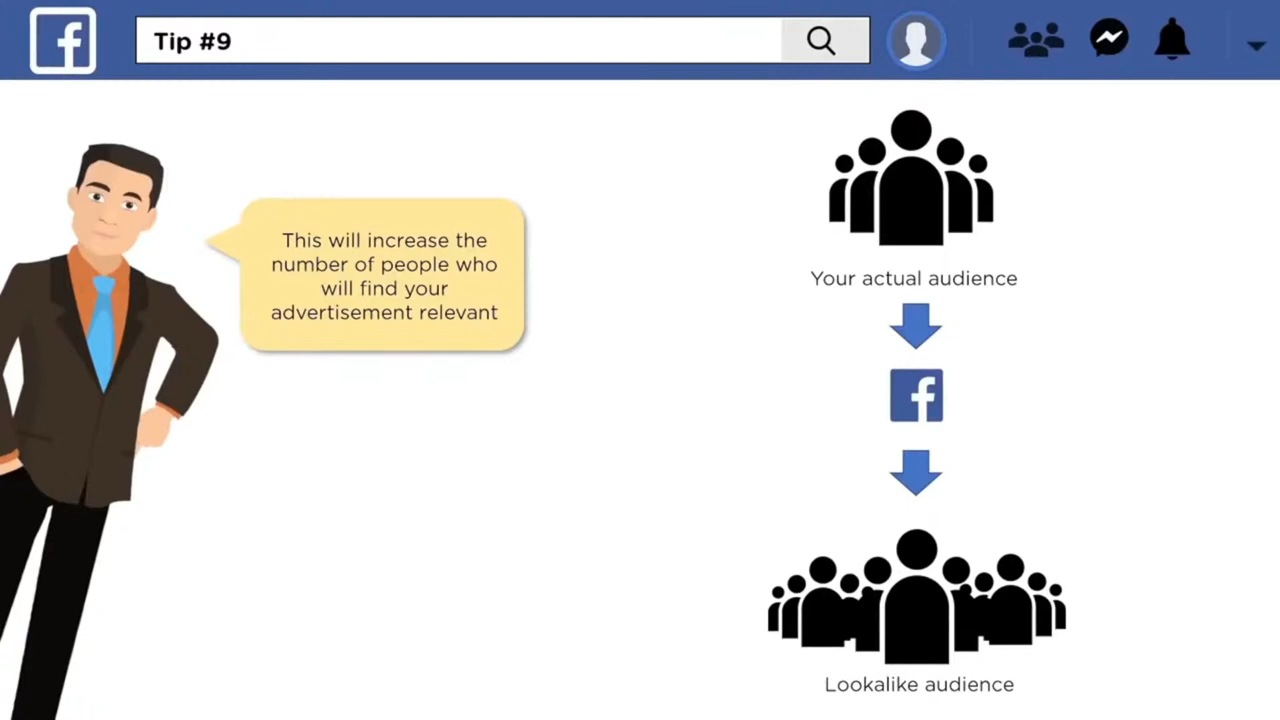 Tip #9
This will increase the
number of people who
will find your
advertisement relevant
Your actual audience
Lookalike audience